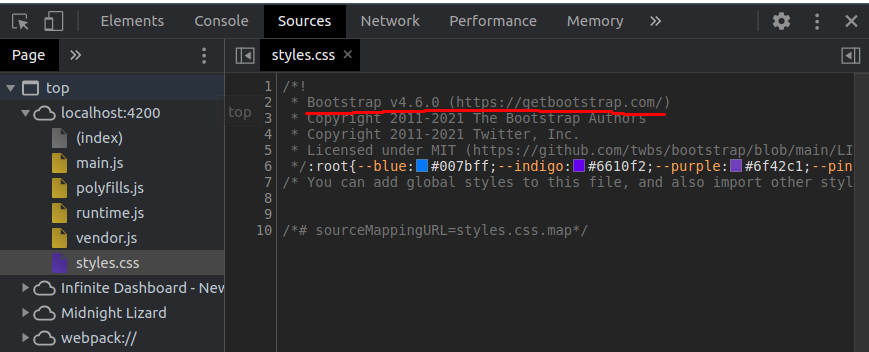 Elements Console Sources Network Performance Memory »
Page »
styles.css ×
top
localhost:4200
(index)
main.js
polyfills.js
runtime.js
vendor.js
styles.css
Infinite Dashboard - New
Midnight Lizard
webpack://
top
1 /*!
2 * Bootstrap v4.6.0 (https://getbootstrap.com/)
3 * Copyright 2011-2021 The Bootstrap Authors
4 * Copyright 2011-2021 Twitter, Inc.
5 * Licensed under MIT (https://github.com/twbs/bootstrap/blob/main/LI
6 */:root{--blue:#007bff;--indigo:#6610f2;--purple:#6f42c1;--pin
7 /* You can add global styles to this file, and also import other styl
8
9
10 /*# sourceMappingURL=styles.css.map*/